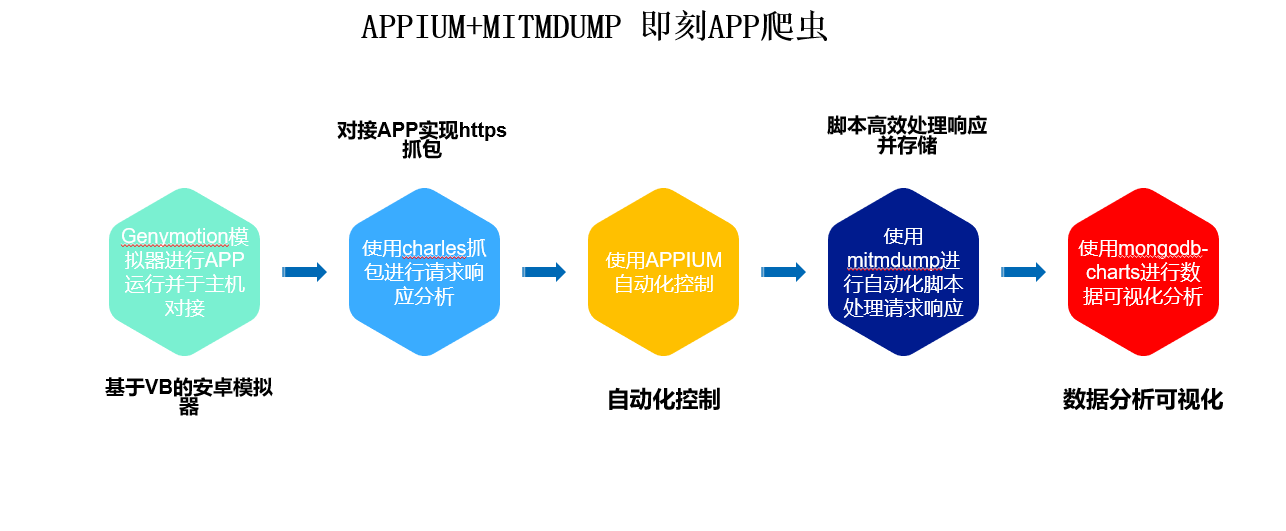 APPIUM+MITMDUMP 即刻APP爬虫
对接APP实现https
抓包
脚本高效处理响应
并存储
Genymotion模
拟器进行APP
运行并于主机
对接
使用charles抓
包进行请求响
应分析
使用APPIUM
自动化控制
使用
mitmdump进
行自动化脚本
处理请求响应
使用mongodb-
charts进行数
据可视化分析
基于VB的安卓模拟
器
自动化控制
数据分析可视化